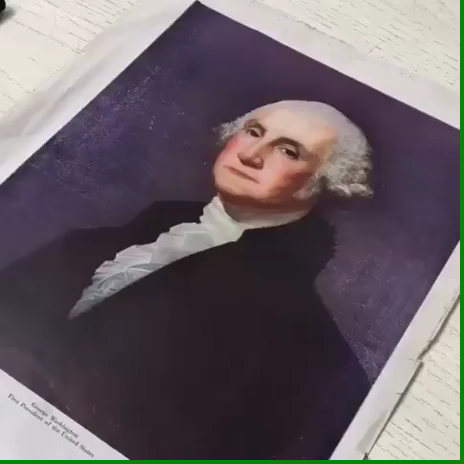 George Washington
First President of the United States